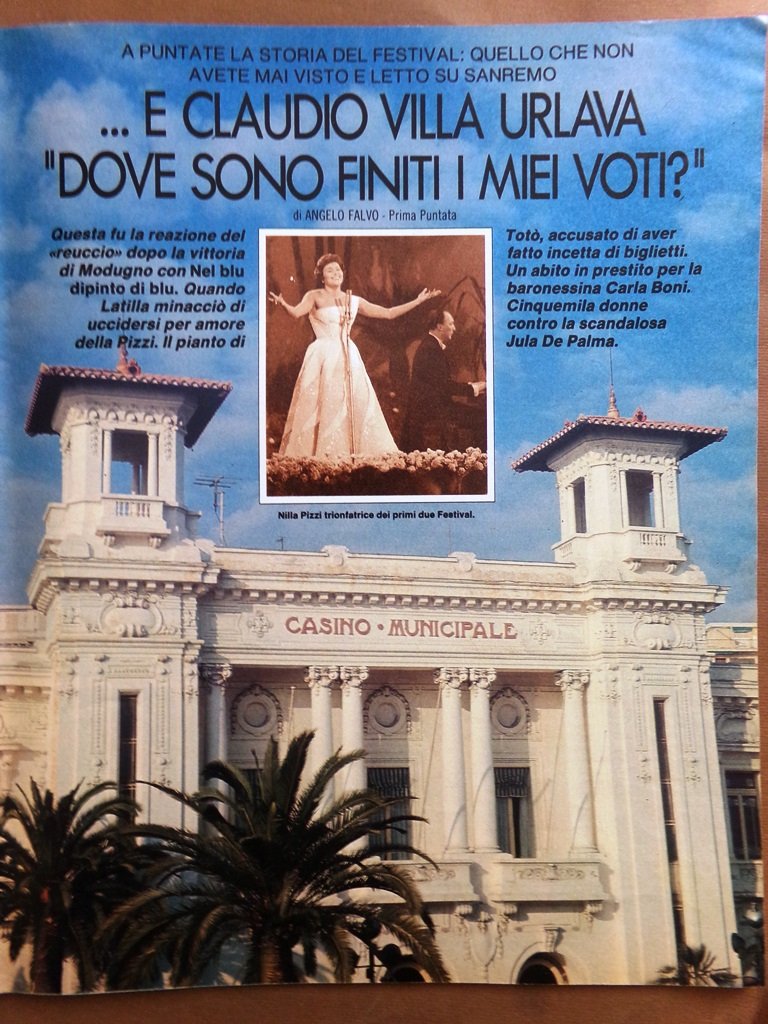 A PUNTATE LA STORIA DEL FESTIVAL: QUELLO CHE NON
AVETE MAI VISTO E LETTO SU SANREMO
... E CLAUDIO VILLA URLAVA
"DOVE SONO FINITI I MIEI VOTI?"
di ANGELO FALVO - Prima Puntata
Questa fu la reazione del
«reuccio» dopo la vittoria
di Modugno con Nel blu
dipinto di blu. Quando
Latilla minacciò di
uccidersi per amore
della Pizzi. Il pianto di
Totò, accusato di aver
fatto incetta di biglietti.
Un abito in prestito per la
baronessina Carla Boni.
Cinquemila donne
contro la scandalosa
Jula De Palma.
Nilla Pizzi trionfatrice dei primi due Festival.
CASINO • MUNICIPALE